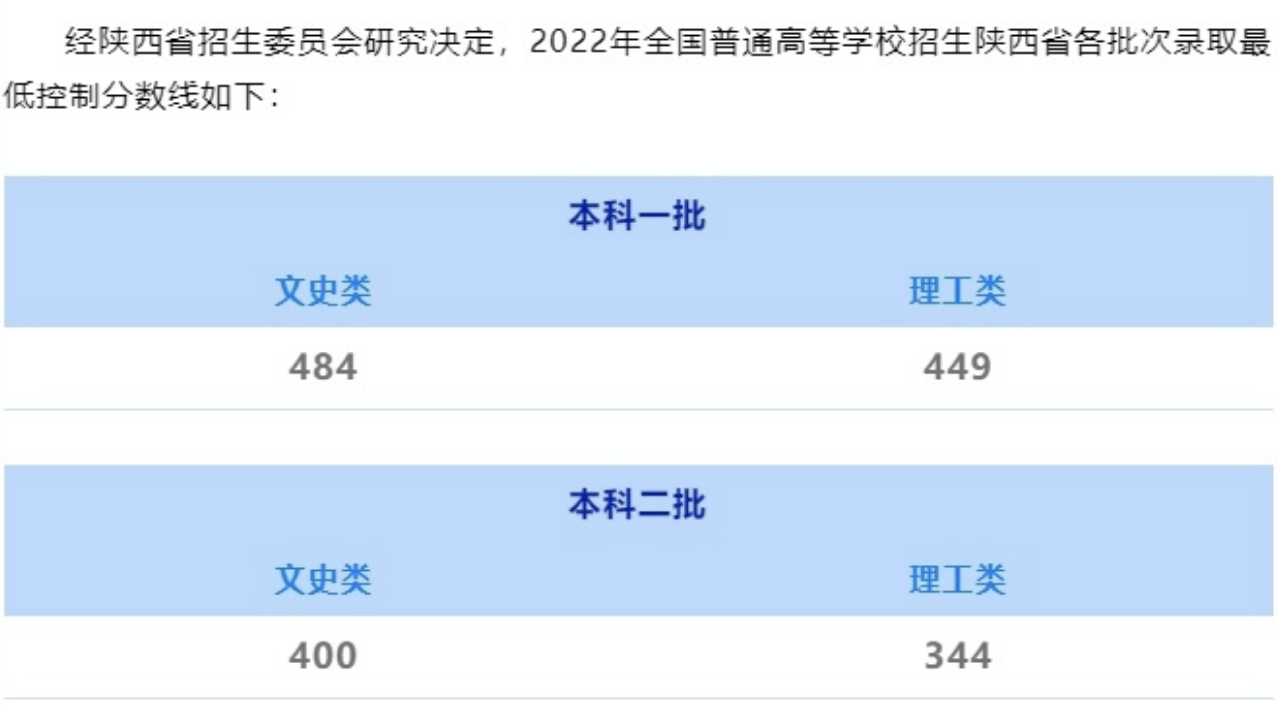 经陕西省招生委员会研究决定，2022年全国普通高等学校招生陕西省各批次录取最
低控制分数线如下：
本科一批
文史类 理工类
484 449
本科二批
文史类 理工类
400 344